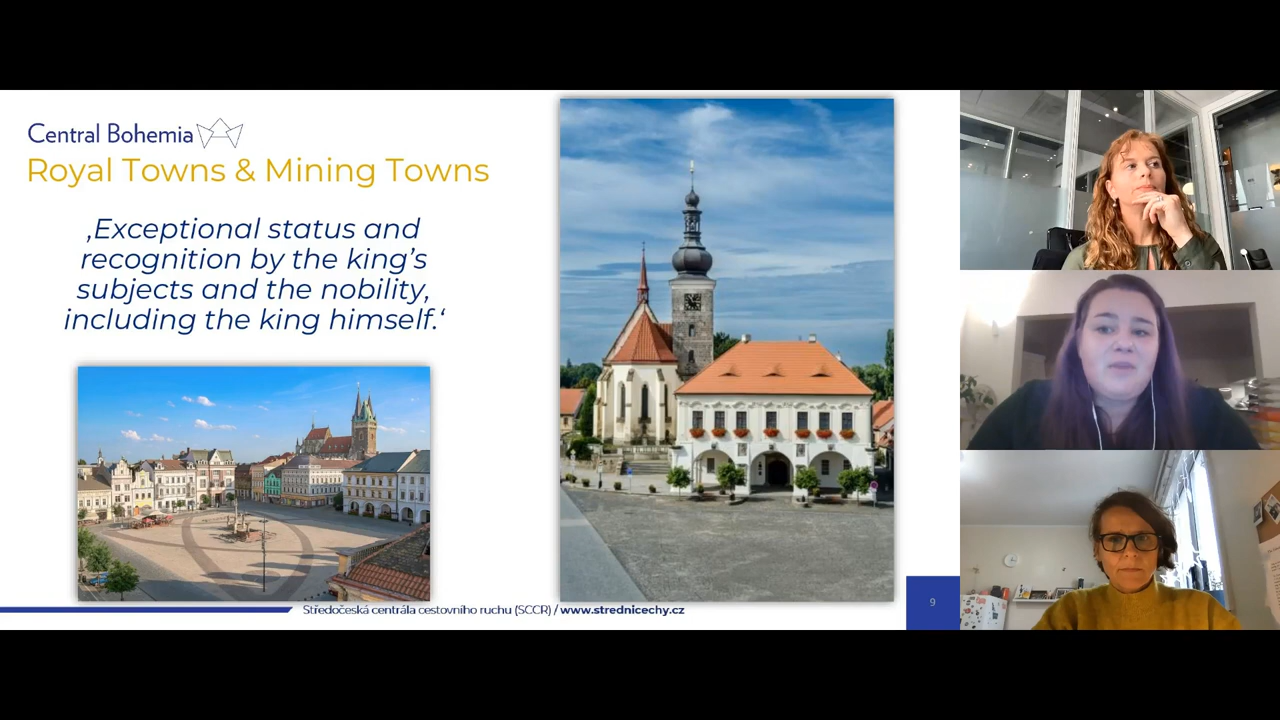 Central Bohemia
Royal Towns & Mining Towns
‚Exceptional status and
recognition by the king’s
subjects and the nobility,
including the king himself.‘
Středočeská centrála cestovního ruchu (SCCR) / www.strednicechy.cz
9